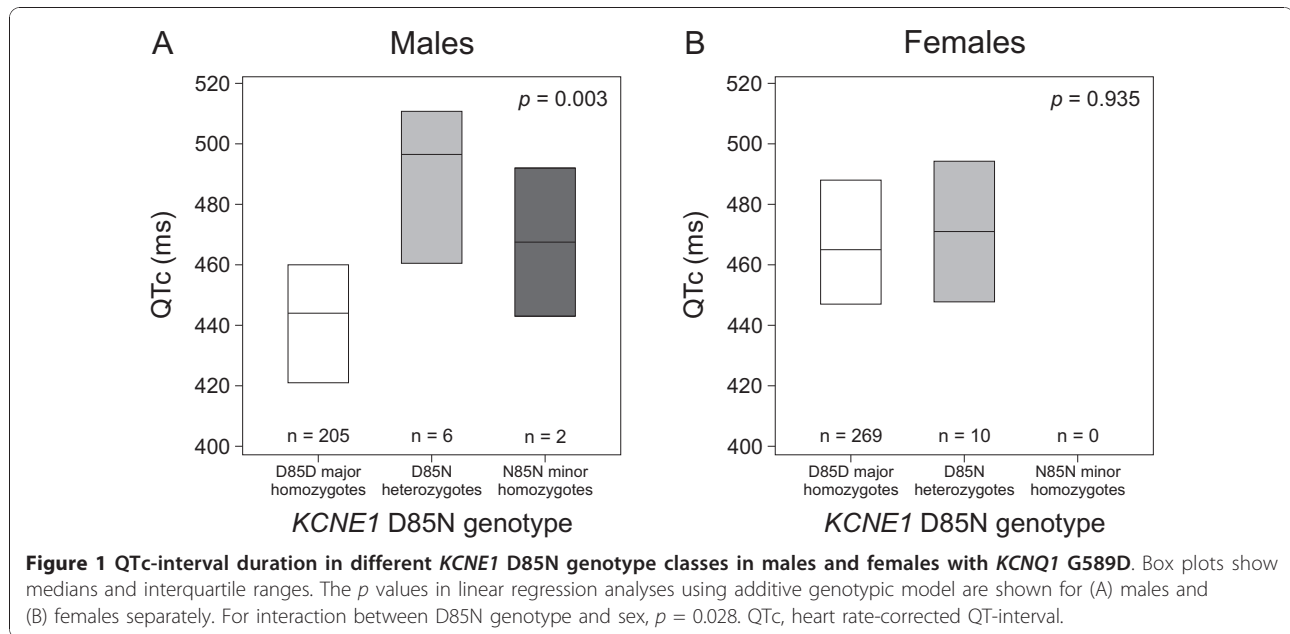 A Males
520
500
480
460
440
420
400
QTc (ms)
p = 0.003
n = 205 n = 6 n = 2
D85D major homozygotes
D85N heterozygotes
N85N minor homozygotes
KCNE1 D85N genotype
B Females
520
500
480
460
440
420
400
QTc (ms)
p = 0.935
n = 269 n = 10 n = 0
D85D major homozygotes
D85N heterozygotes
N85N minor homozygotes
KCNE1 D85N genotype
Figure 1 QTc-interval duration in different KCNE1 D85N genotype classes in males and females with KCNQ1 G589D. Box plots show
medians and interquartile ranges. The p values in linear regression analyses using additive genotypic model are shown for (A) males and
(B) females separately. For interaction between D85N genotype and sex, p = 0.028. QTc, heart rate-corrected QT-interval.